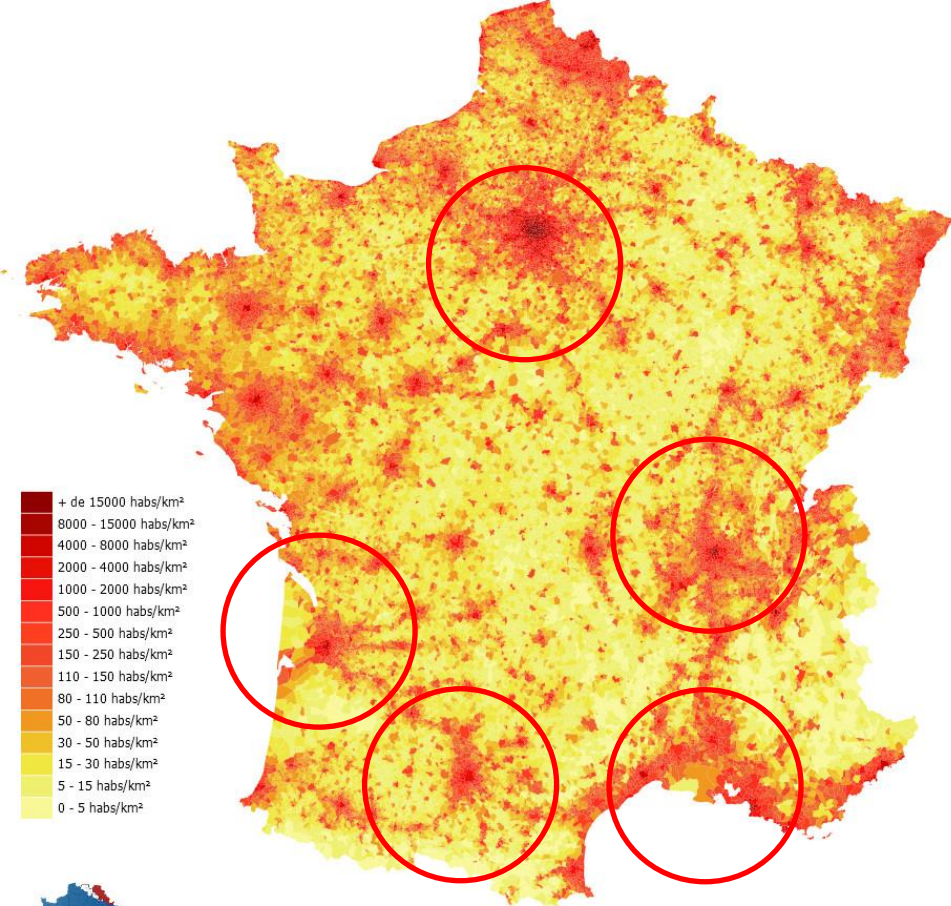 + de 15000 habs/km²
8000 - 15000 habs/km²
4000 - 8000 habs/km²
2000 - 4000 habs/km²
1000 - 2000 habs/km²
500 - 1000 habs/km²
250 - 500 habs/km²
150 - 250 habs/km²
110 - 150 habs/km²
80 - 110 habs/km²
50 - 80 habs/km²
30 - 50 habs/km²
15 - 30 habs/km²
5 - 15 habs/km²
0 - 5 habs/km²